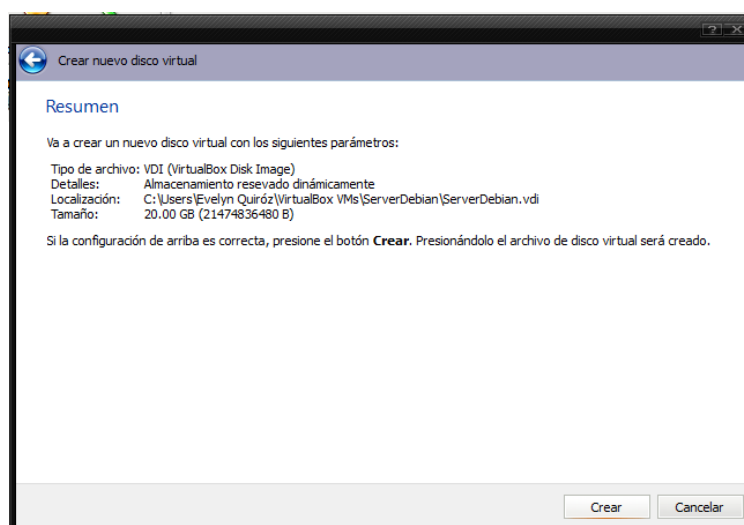 Crear nuevo disco virtual
Resumen
Va a crear un nuevo disco virtual con los siguientes parámetros:
Tipo de archivo: VDI (VirtualBox Disk Image)
Detalles: Almacenamiento resevado dinámicamente
Localización: C:\Users\Evelyn Quiróz\VirtualBox VMs\ServerDebian\ServerDebian.vdi
Tamaño: 20.00 GB (21474836480 B)
Si la configuración de arriba es correcta, presione el botón Crear. Presionándolo el archivo de disco virtual será creado.
Crear Cancelar